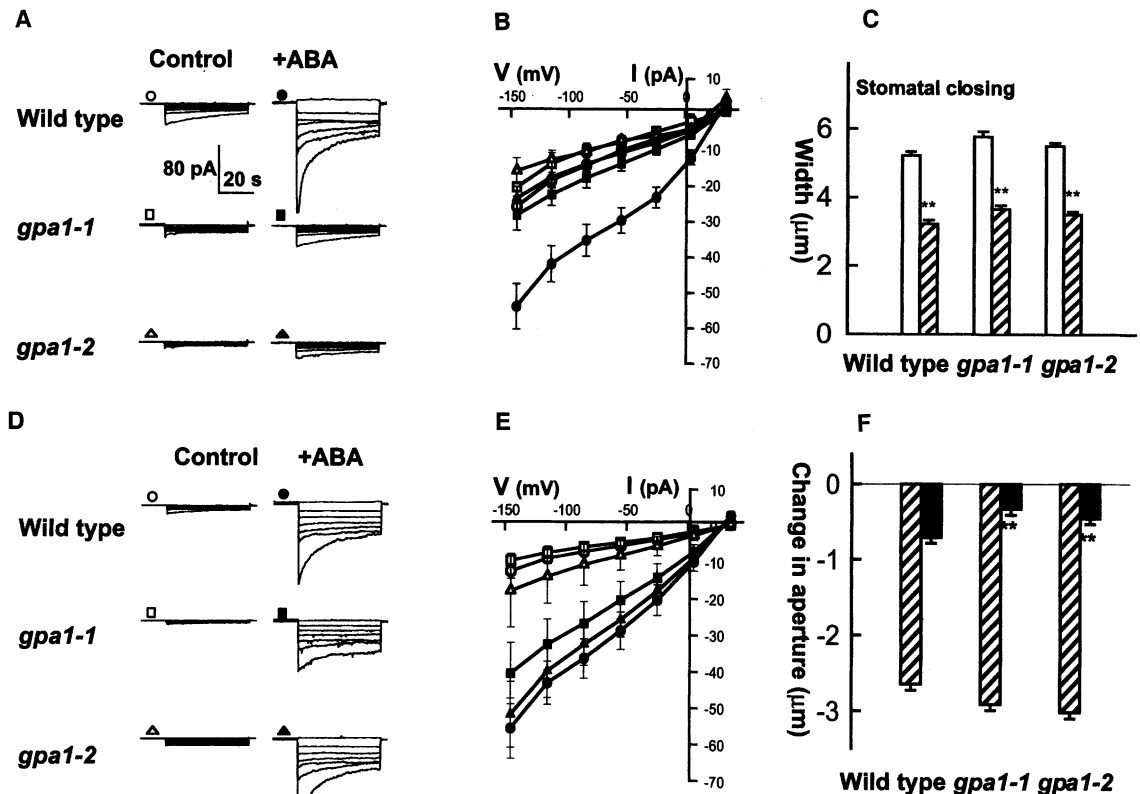 A
Control +ABA
Wild type
80 pA
20 s
gpa1-1
gpa1-2
B
V (mV) I (pA)
10
-150 -100 -50 0
-10
-20
-30
-40
-50
-60
-70
C
Stomatal closing
Width (μm)
6
4
2
0
** ** **
Wild type gpa1-1 gpa1-2
D
Control +ABA
Wild type
gpa1-1
gpa1-2
E
V (mV) I (pA)
10
-150 -100 -50 0
-10
-20
-30
-40
-50
-60
-70
F
Change in aperture (μm)
0
-1
-2
-3
** **
Wild type gpa1-1 gpa1-2